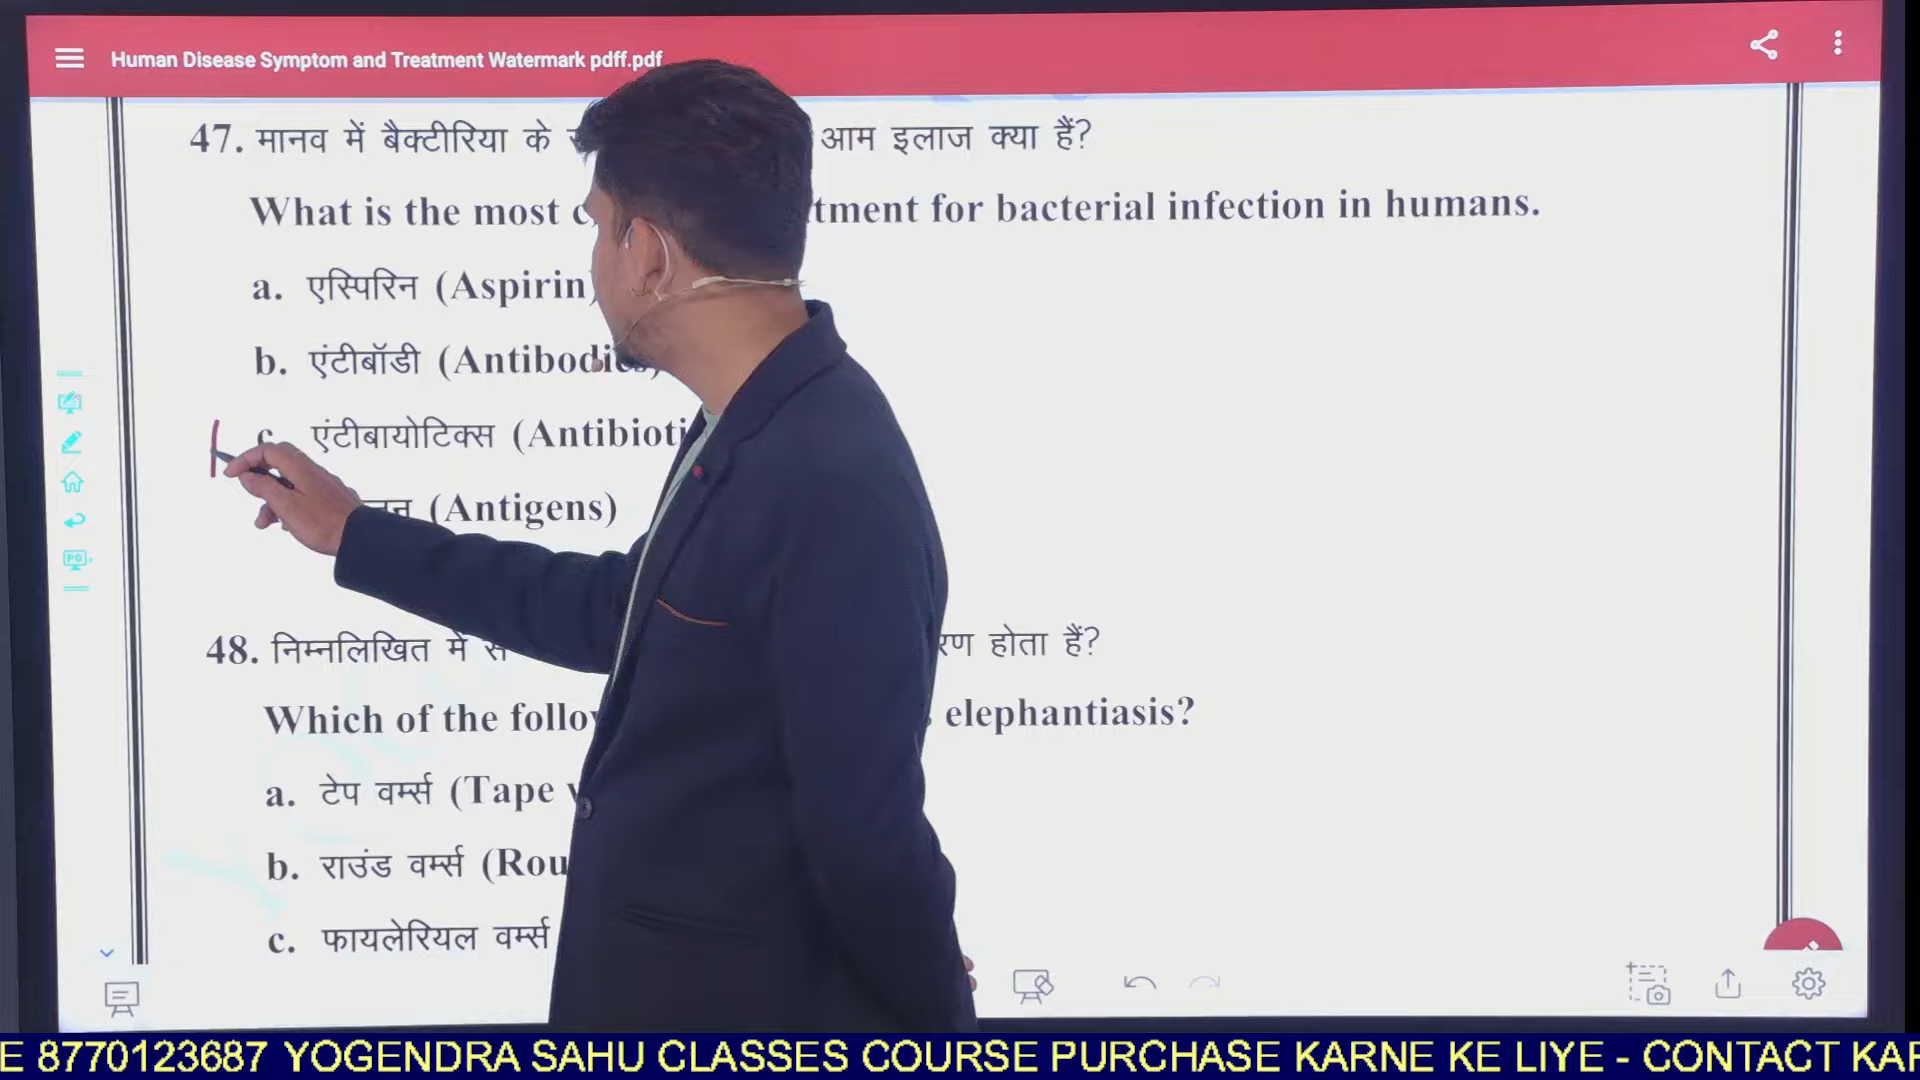 Human Disease Symptom and Treatment Watermark pdff.pdf
47. मानव में बैक्टीरिया के आम इलाज क्या हैं?
What is the most tment for bacterial infection in humans.
a. एस्पिरिन (Aspirin)
b. एंटीबॉडी (Antibodies)
c. एंटीबायोटिक्स (Antibioti
(Antigens)
48. निम्नलिखित में से रण होता हैं?
Which of the follo elephantiasis?
a. टेप वर्म्स (Tape
b. राउंड वर्म्स (Rou
c. फायलेरियल वर्म्स
E 8770123687 YOGENDRA SAHU CLASSES COURSE PURCHASE KARNE KE LIYE - CONTACT KAR